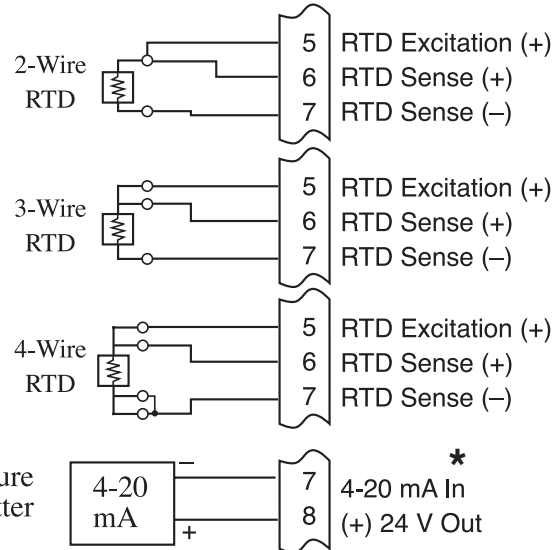 2-Wire
RTD
5 RTD Excitation (+)
6 RTD Sense (+)
7 RTD Sense (–)
3-Wire
RTD
5 RTD Excitation (+)
6 RTD Sense (+)
7 RTD Sense (–)
4-Wire
RTD
5 RTD Excitation (+)
6 RTD Sense (+)
7 RTD Sense (–)
4-20
mA
–
+
7 4-20 mA In *
8 (+) 24 V Out